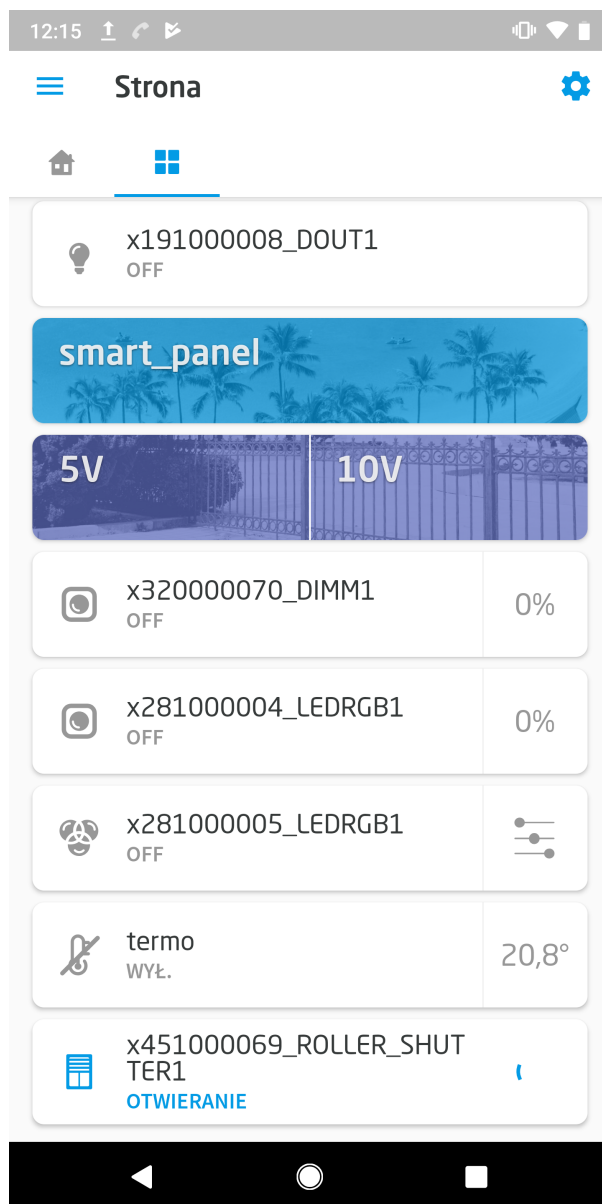 12:15
Strona
x191000008_DOUT1
OFF
smart_panel
5V
10V
x320000070_DIMM1
OFF
0%
x281000004_LEDRGB1
OFF
0%
x281000005_LEDRGB1
OFF
termo
WYŁ.
20,8°
x451000069_ROLLER_SHUT
TER1
OTWIERANIE